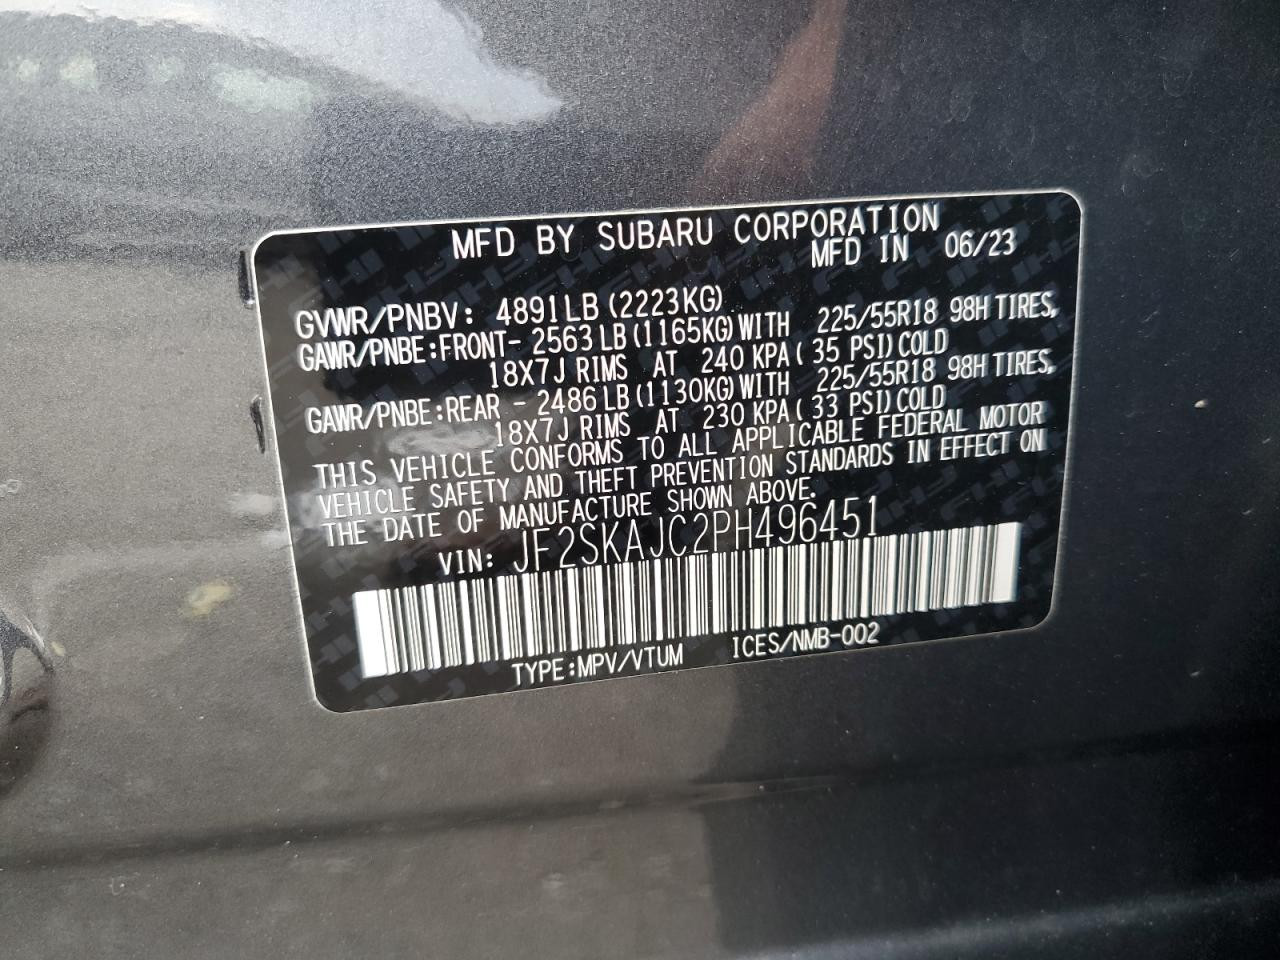 MFD BY SUBARU CORPORATION
MFD IN 06/23
GVWR/PNBV: 4891LB (2223KG)
GAWR/PNBE:FRONT- 2563 LB (1165KG) WITH 225/55R18 98H TIRES,
18X7J RIMS AT 240 KPA ( 35 PSI) COLD
GAWR/PNBE:REAR - 2486 LB (1130KG) WITH 225/55R18 98H TIRES,
18X7J RIMS AT 230 KPA ( 33 PSI) COLD
THIS VEHICLE CONFORMS TO ALL APPLICABLE FEDERAL MOTOR
VEHICLE SAFETY AND THEFT PREVENTION STANDARDS IN EFFECT ON
THE DATE OF MANUFACTURE SHOWN ABOVE.
VIN: JF2SKAJC2PH496451
TYPE:MPV/VTUM ICES/NMB-002